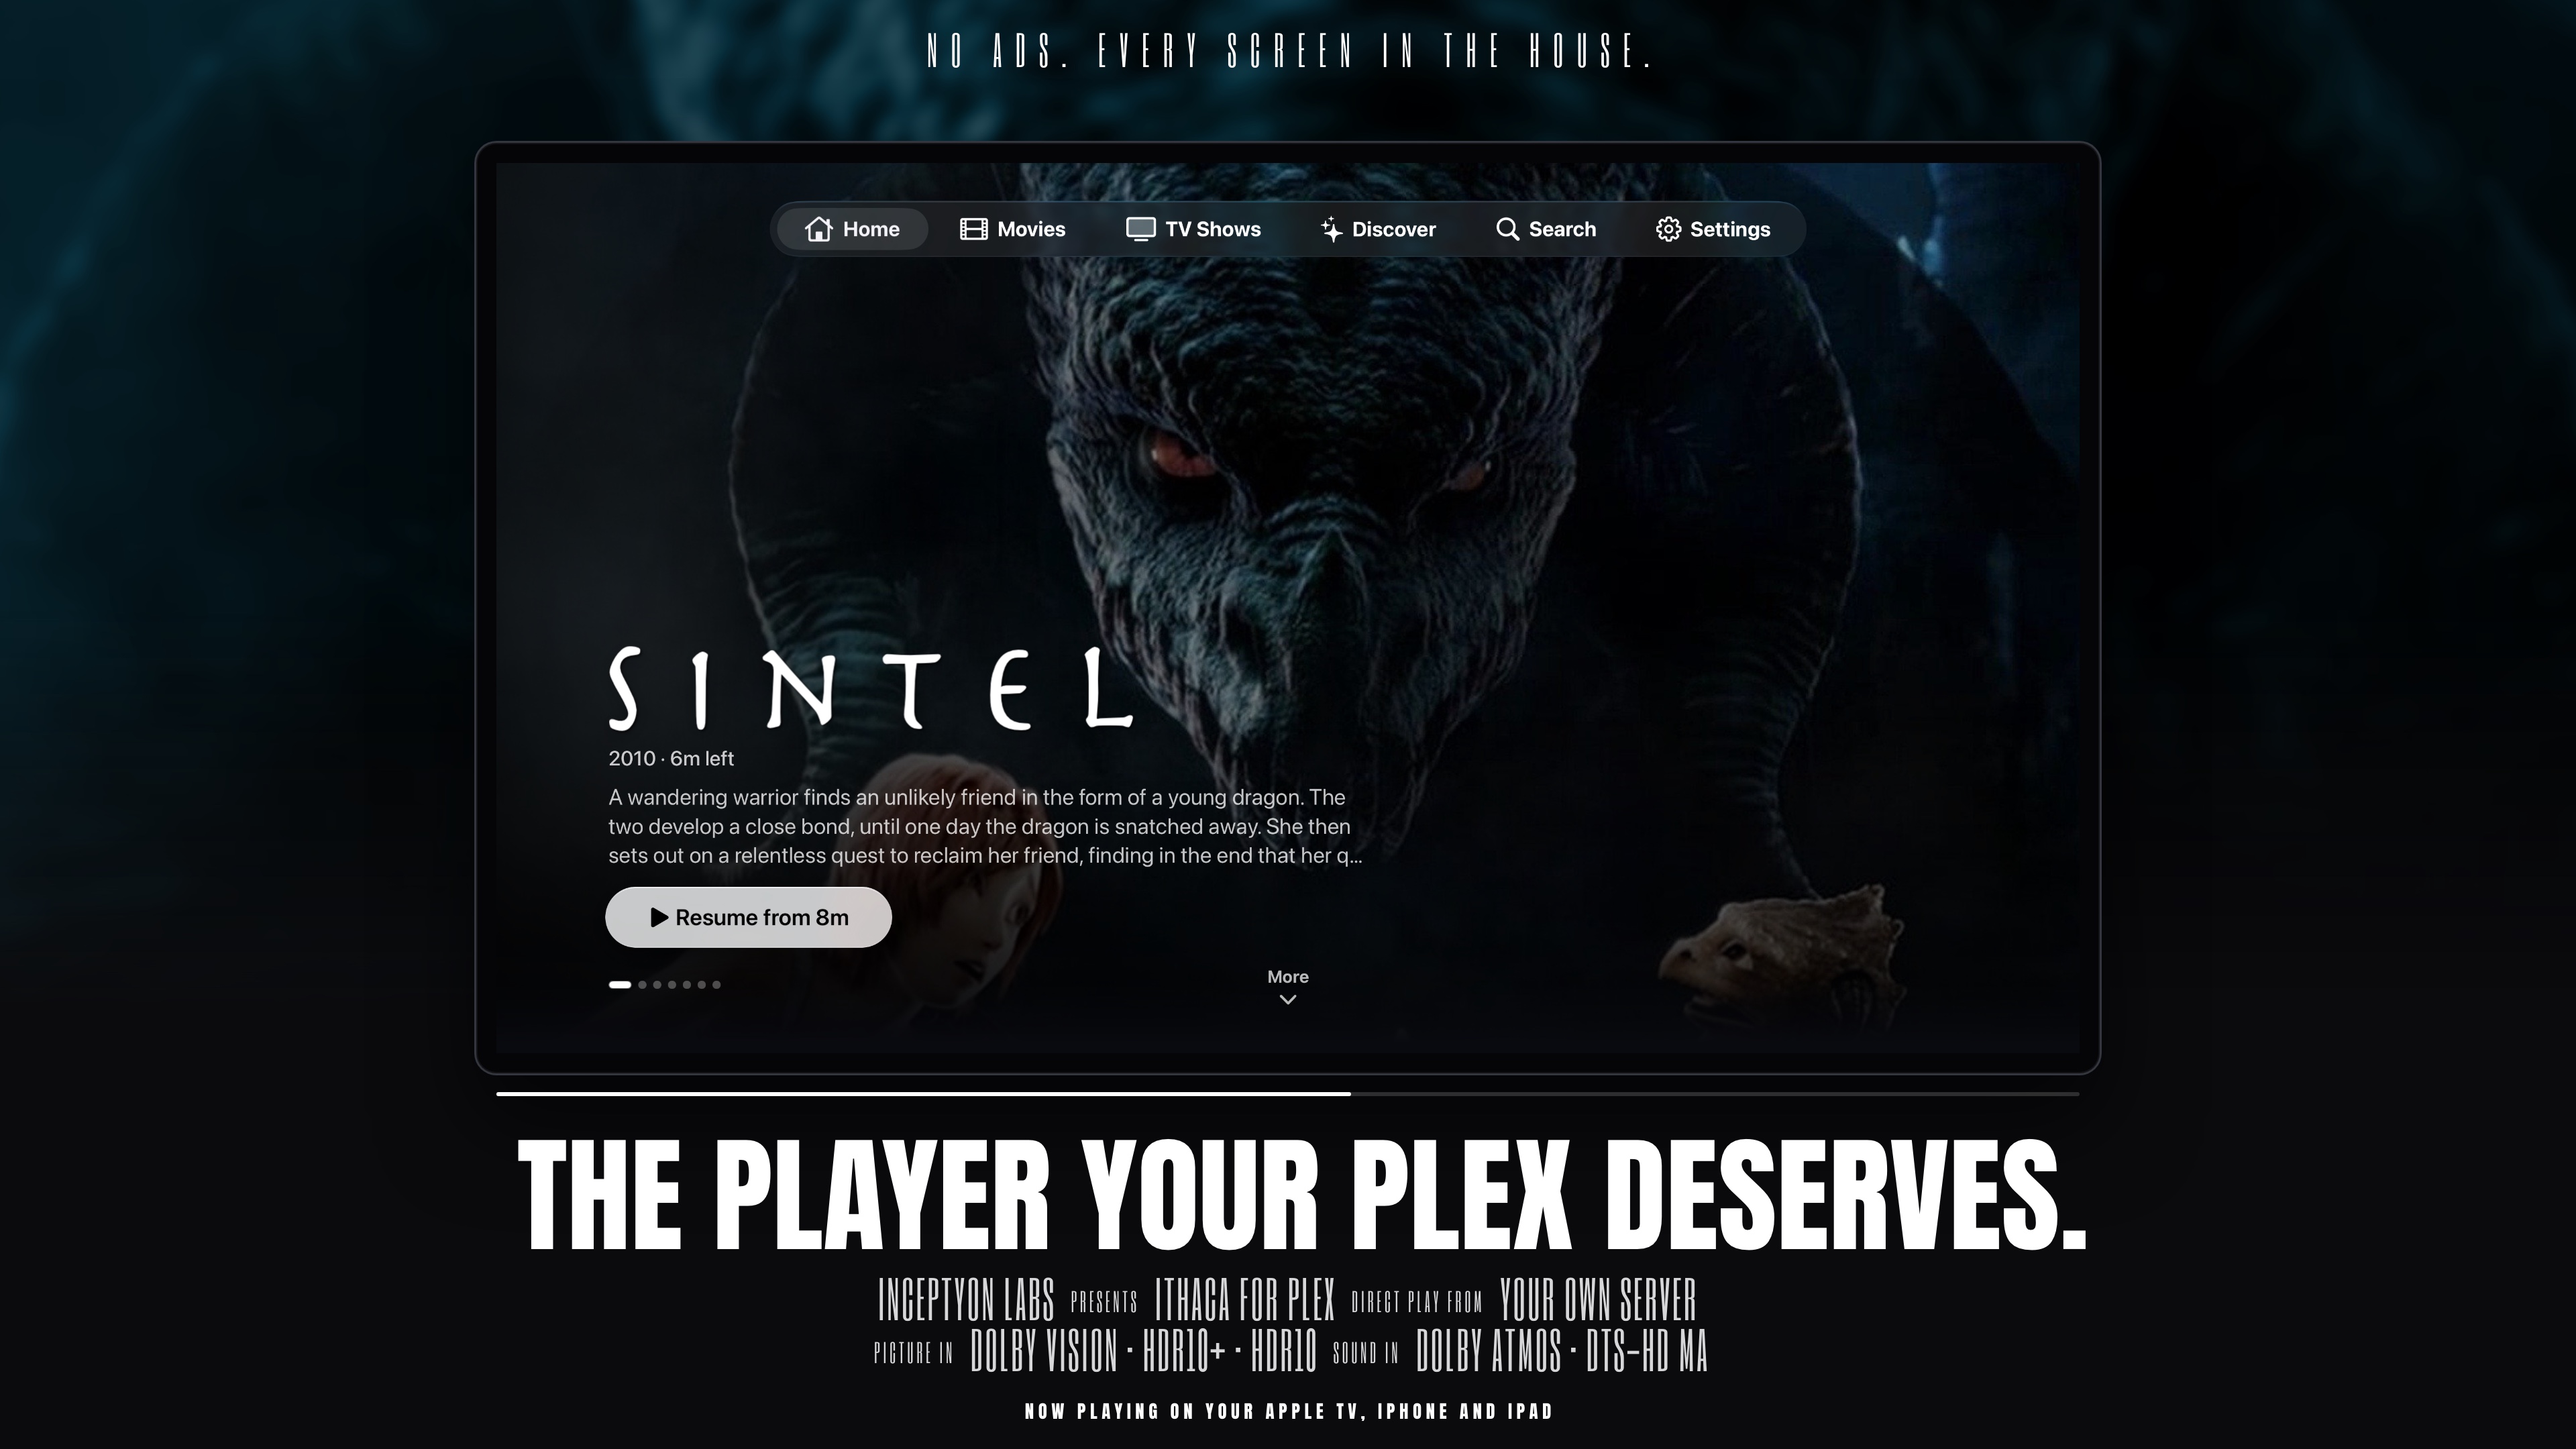 NO ADS. EVERY SCREEN IN THE HOUSE.
Home Movies TV Shows Discover Search Settings
SINTEL
2010 · 6m left
A wandering warrior finds an unlikely friend in the form of a young dragon. The
two develop a close bond, until one day the dragon is snatched away. She then
sets out on a relentless quest to reclaim her friend, finding in the end that her q...
Resume from 8m
More
THE PLAYER YOUR PLEX DESERVES.
INCEPTYON LABS PRESENTS ITHACA FOR PLEX DIRECT PLAY FROM YOUR OWN SERVER
PICTURE IN DOLBY VISION · HDR10+ · HDR10 SOUND IN DOLBY ATMOS · DTS-HD MA
NOW PLAYING ON YOUR APPLE TV, IPHONE AND IPAD